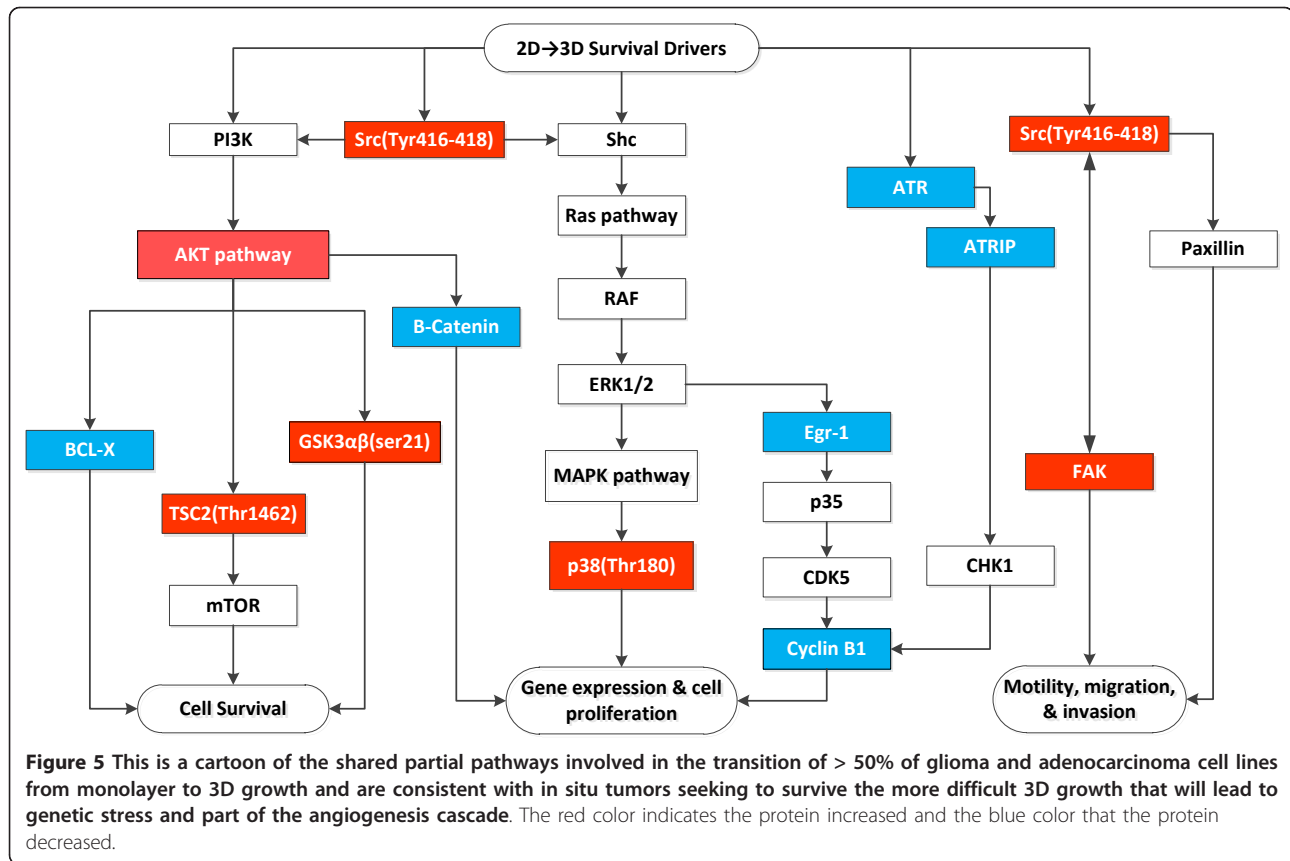 2D→3D Survival Drivers
PI3K
Src(Tyr416-418)
Shc
Src(Tyr416-418)
ATR
Ras pathway
ATRIP
Paxillin
AKT pathway
RAF
B-Catenin
ERK1/2
BCL-X
GSK3αβ(ser21)
Egr-1
MAPK pathway
FAK
TSC2(Thr1462)
p35
p38(Thr180)
CDK5
CHK1
mTOR
Cyclin B1
Cell Survival
Gene expression & cell
proliferation
Motility, migration,
& invasion
Figure 5 This is a cartoon of the shared partial pathways involved in the transition of > 50% of glioma and adenocarcinoma cell lines
from monolayer to 3D growth and are consistent with in situ tumors seeking to survive the more difficult 3D growth that will lead to
genetic stress and part of the angiogenesis cascade. The red color indicates the protein increased and the blue color that the protein
decreased.